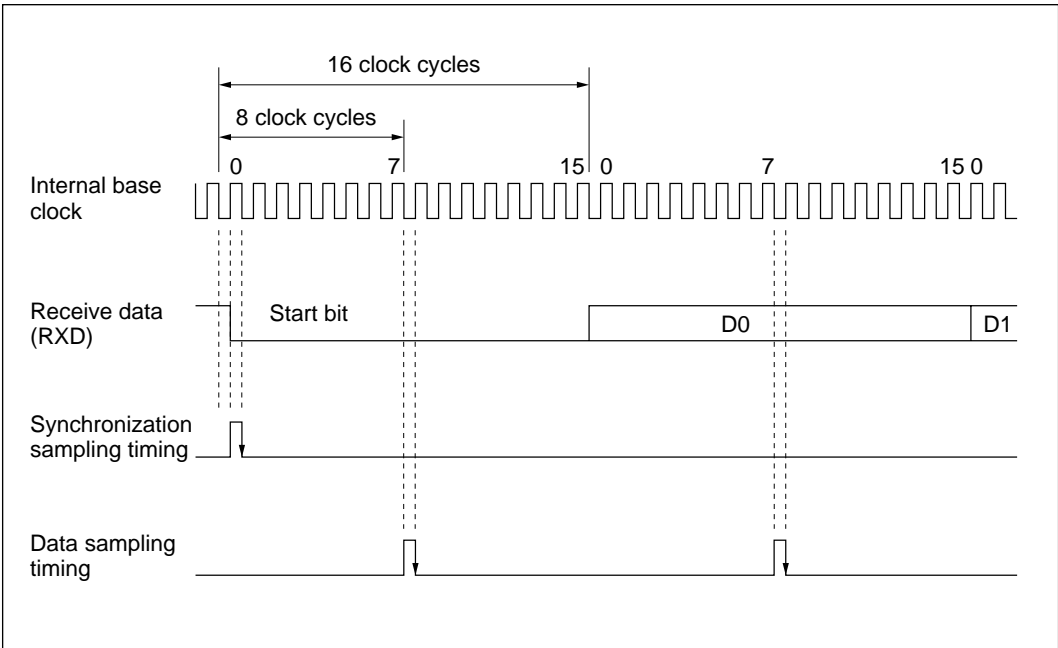 16 clock cycles
8 clock cycles
0 7 15 0 7 15 0
Internal base
clock
Receive data
(RXD)
Start bit
D0
D1
Synchronization
sampling timing
Data sampling
timing